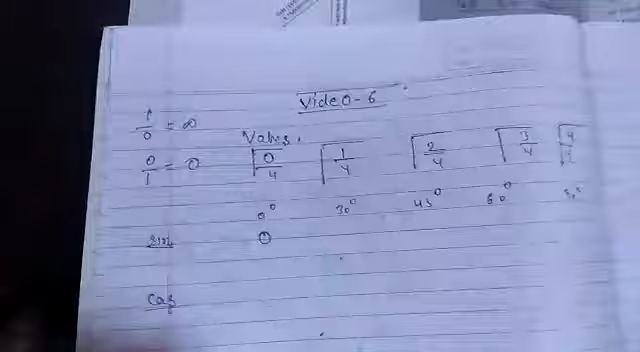 Video-6
1/0 = ∞
Values.
0/1 = 0 √0/4 √1/4 √2/4 √3/4 √4/4
0° 30° 45° 60°
Sin 0
Cos